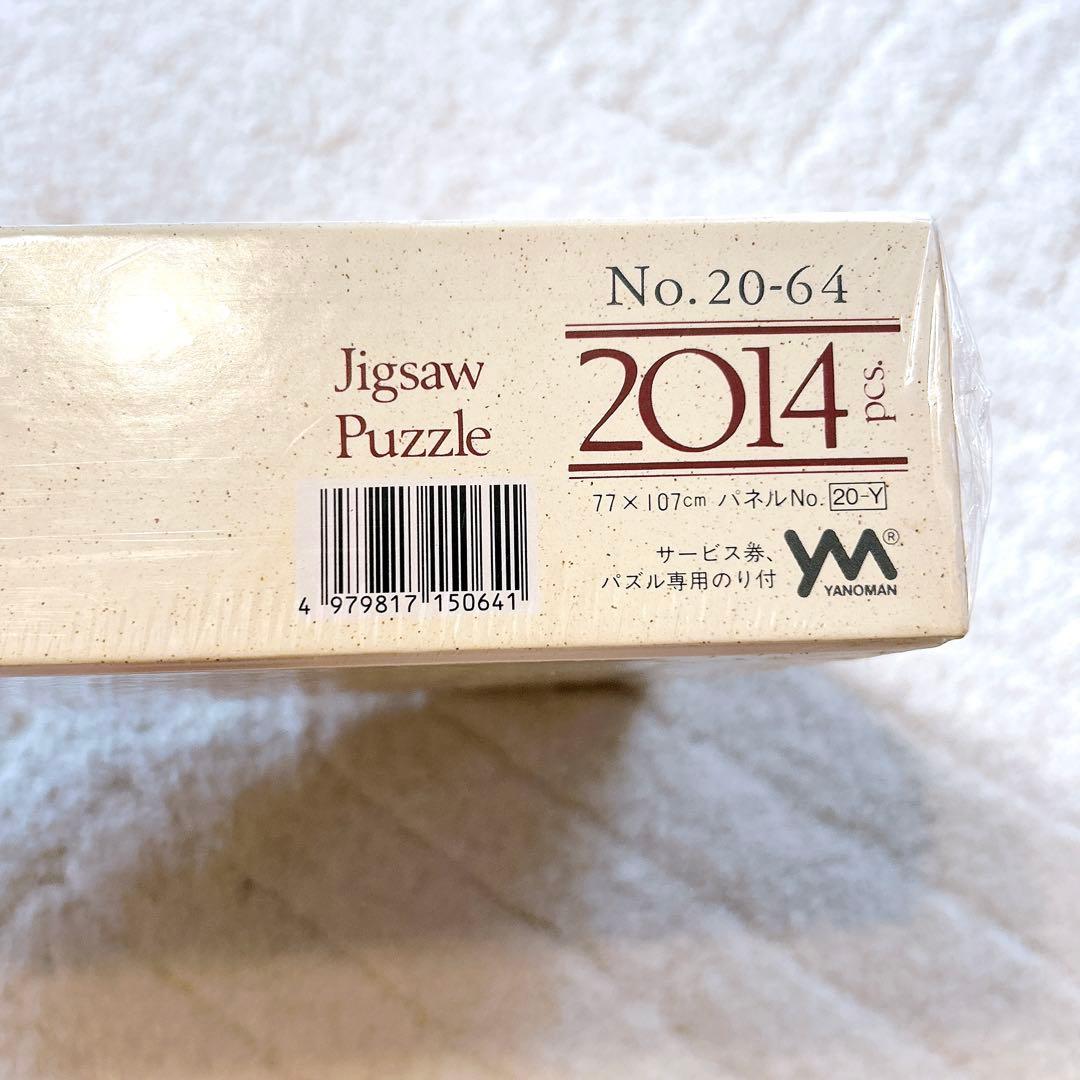 No. 20-64
Jigsaw
Puzzle
2014 pcs.
77×107cm パネルNo. 20-Y
サービス券、
パズル専用のり付
YM®
YANOMAN
4 979817 150641